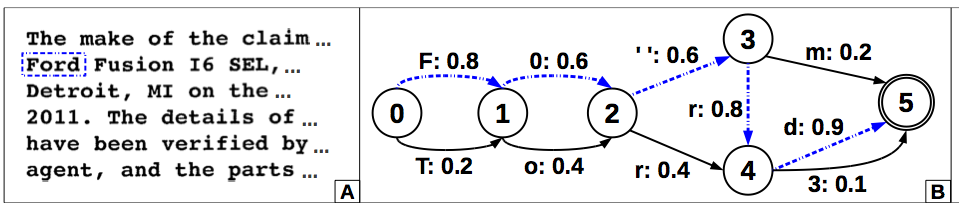 The make of the claim ...
Ford Fusion I6 SEL, ...
Detroit, MI on the ...
2011. The details of ...
have been verified by ...
agent, and the parts ...
A
F: 0.8
0: 0.6
' ': 0.6
3
m: 0.2
0
1
2
r: 0.8
5
T: 0.2
o: 0.4
r: 0.4
4
d: 0.9
3: 0.1
B